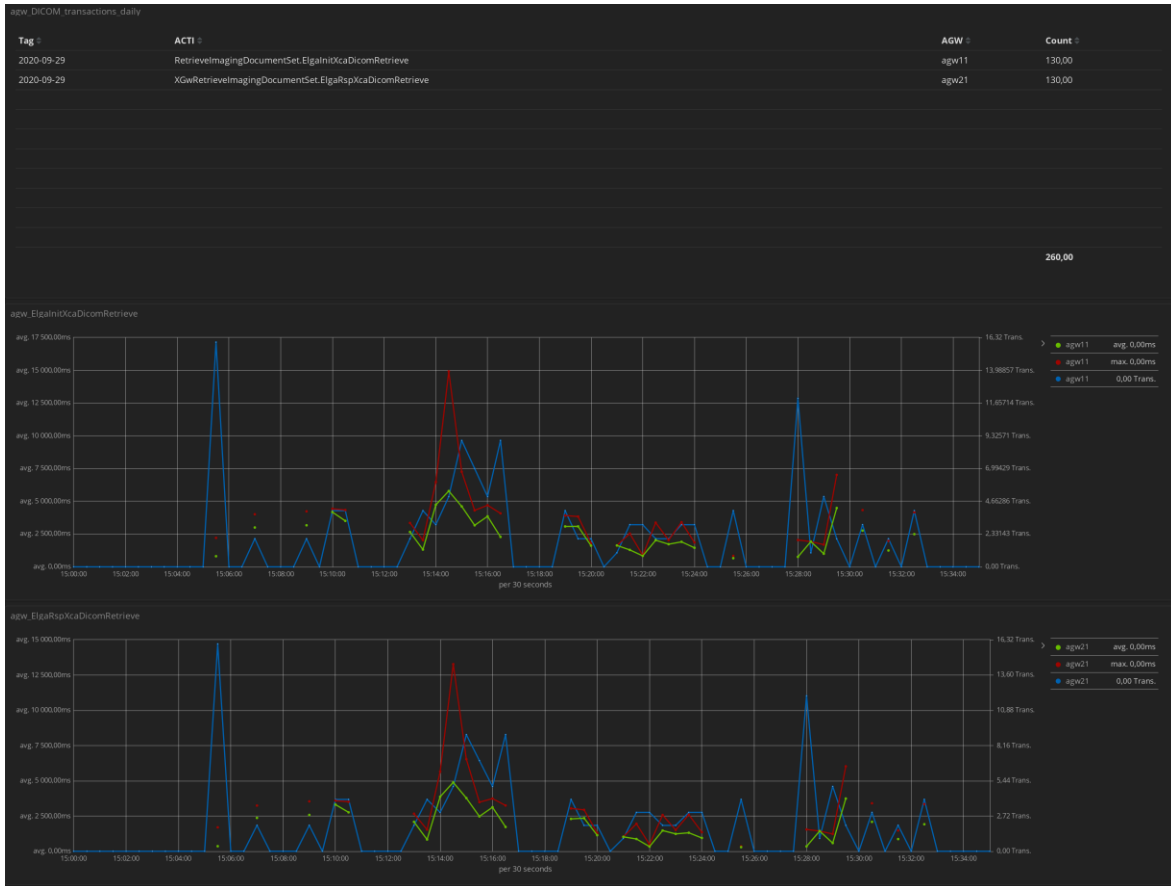 agw_DICOM_transactions_daily
Tag ACTI AGW Count
2020-09-29 RetrieveImagingDocumentSet.ElgaInitXcaDicomRetrieve agw11 130,00
2020-09-29 XGwRetrieveImagingDocumentSet.ElgaRspXcaDicomRetrieve agw21 130,00
260,00
agw_ElgaInitXcaDicomRetrieve
avg. 17 500,00ms 16,32 Trans. > agw11 avg. 0,00ms
agw11 max. 0,00ms
avg. 15 000,00ms 13,98857 Trans. agw11 0,00 Trans.
avg. 12 500,00ms 11,65714 Trans.
avg. 10 000,00ms 9,32571 Trans.
avg. 7 500,00ms 6,99429 Trans.
avg. 5 000,00ms 4,66286 Trans.
avg. 2 500,00ms 2,33143 Trans.
avg. 0,00ms 0,00 Trans.
15:00:00 15:02:00 15:04:00 15:06:00 15:08:00 15:10:00 15:12:00 15:14:00 15:16:00 15:18:00 15:20:00 15:22:00 15:24:00 15:26:00 15:28:00 15:30:00 15:32:00 15:34:00
per 30 seconds
agw_ElgaRspXcaDicomRetrieve
avg. 15 000,00ms 16,32 Trans. > agw21 avg. 0,00ms
agw21 max. 0,00ms
avg. 12 500,00ms 13,60 Trans. agw21 0,00 Trans.
avg. 10 000,00ms 10,88 Trans.
avg. 7 500,00ms 8,16 Trans.
avg. 5 000,00ms 5,44 Trans.
avg. 2 500,00ms 2,72 Trans.
avg. 0,00ms 0,00 Trans.
15:00:00 15:02:00 15:04:00 15:06:00 15:08:00 15:10:00 15:12:00 15:14:00 15:16:00 15:18:00 15:20:00 15:22:00 15:24:00 15:26:00 15:28:00 15:30:00 15:32:00 15:34:00
per 30 seconds